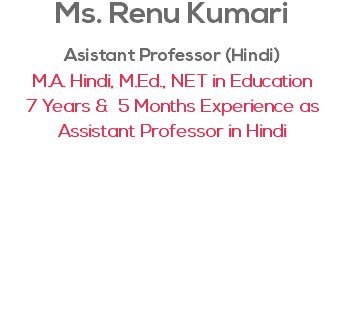 Ms. Renu Kumari
Asistant Professor (Hindi)
M.A. Hindi, M.Ed., NET in Education
7 Years & 5 Months Experience as
Assistant Professor in Hindi